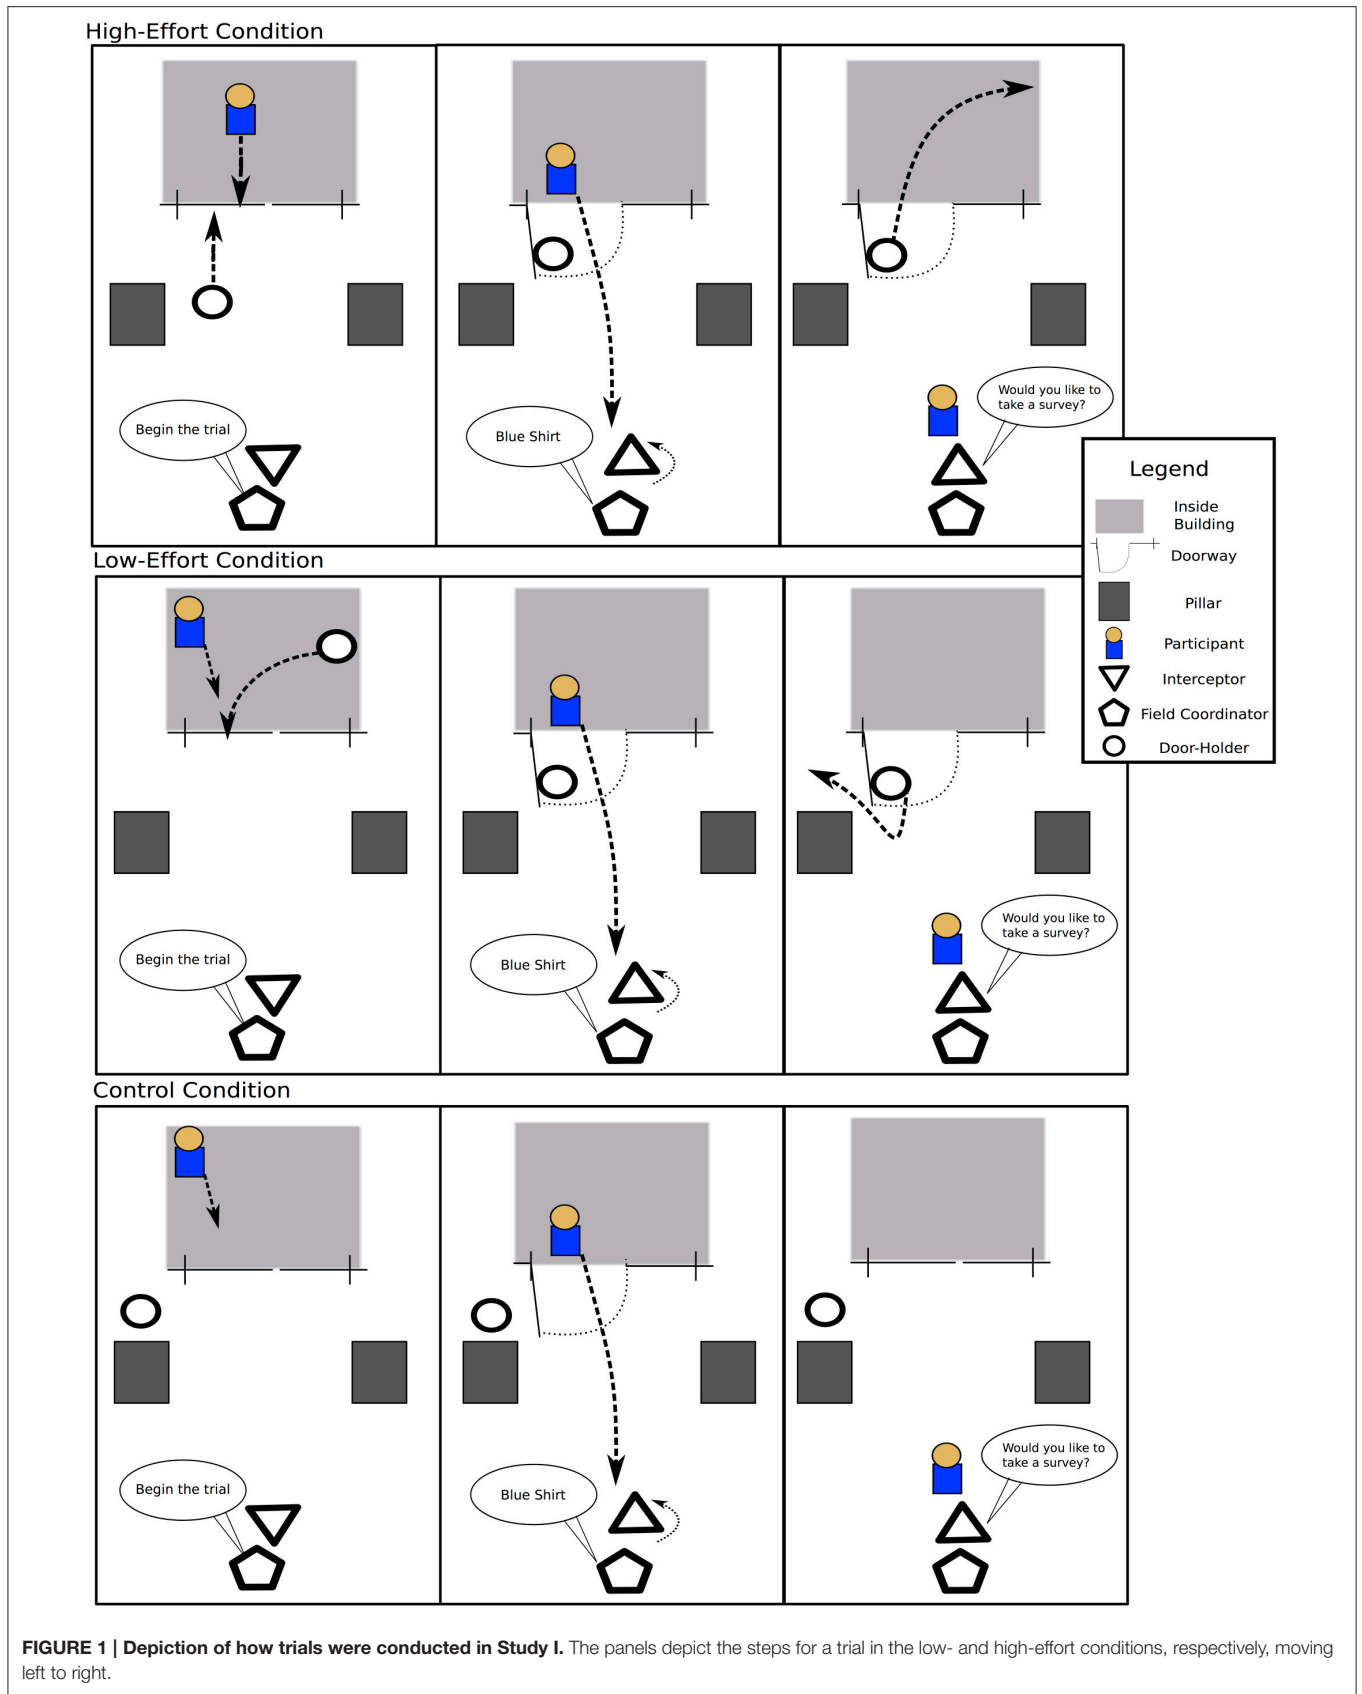 High-Effort Condition
Begin the trial
Blue Shirt
Would you like to
take a survey?
Legend
Inside
Building
Doorway
Pillar
Participant
Interceptor
Field Coordinator
Door-Holder
Low-Effort Condition
Begin the trial
Blue Shirt
Would you like to
take a survey?
Control Condition
Begin the trial
Blue Shirt
Would you like to
take a survey?
FIGURE 1 | Depiction of how trials were conducted in Study I. The panels depict the steps for a trial in the low- and high-effort conditions, respectively, moving
left to right.